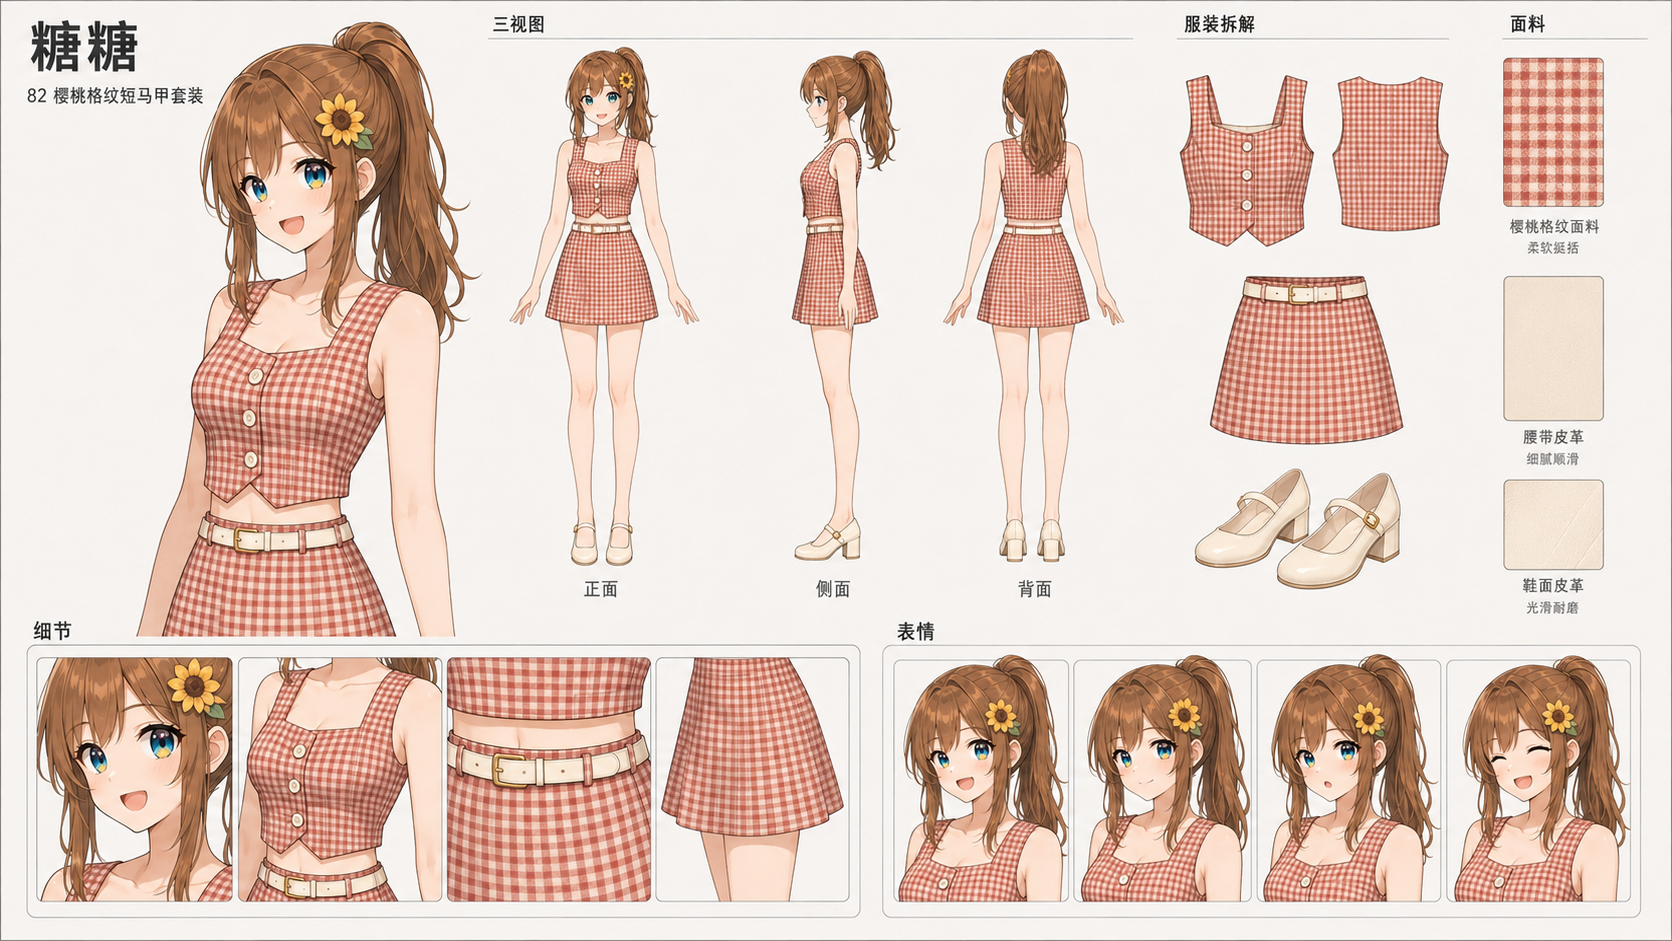 糖糖
82 樱桃格纹短马甲套装
三视图
正面
侧面
背面
服装拆解
面料
樱桃格纹面料
柔软挺括
腰带皮革
细腻顺滑
鞋面皮革
光滑耐磨
细节
表情